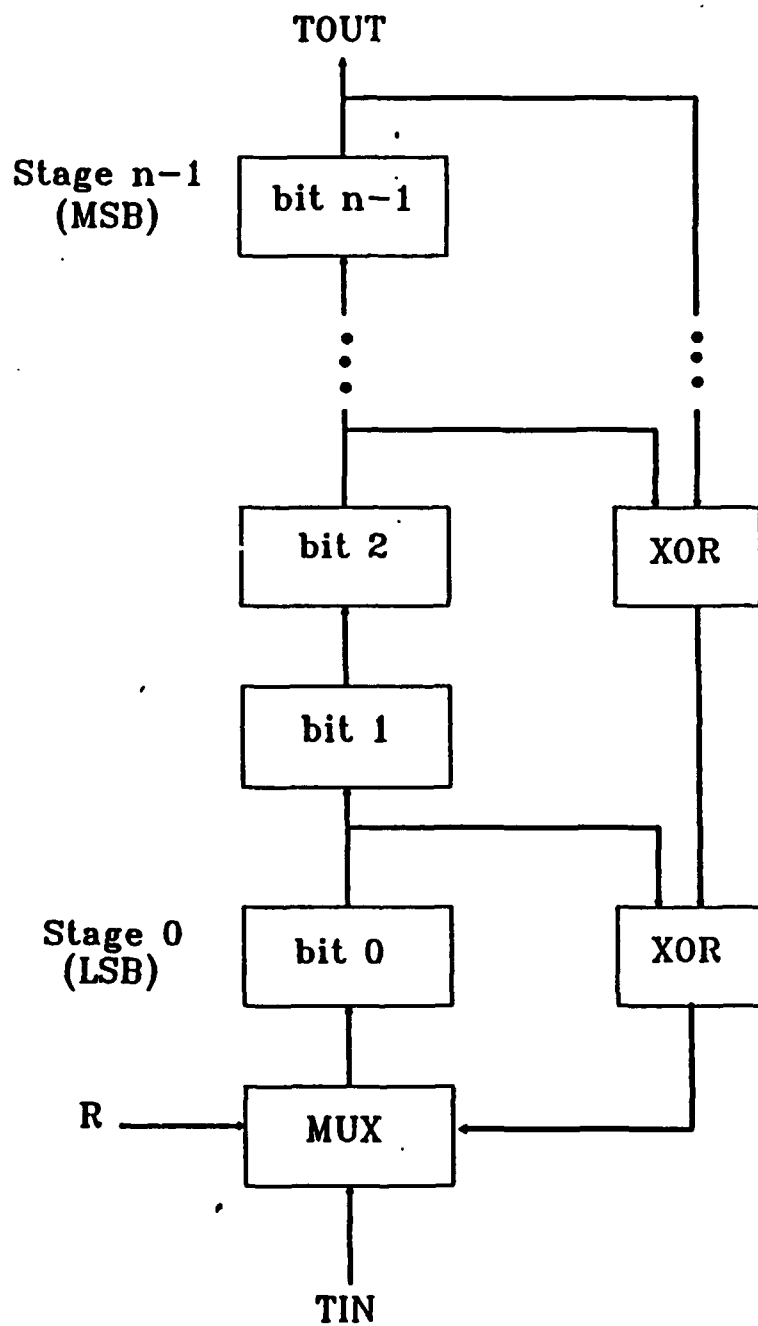 TOUT
Stage n-1
(MSB)
bit n-1
bit 2
XOR
bit 1
Stage 0
(LSB)
bit 0
XOR
R
MUX
TIN